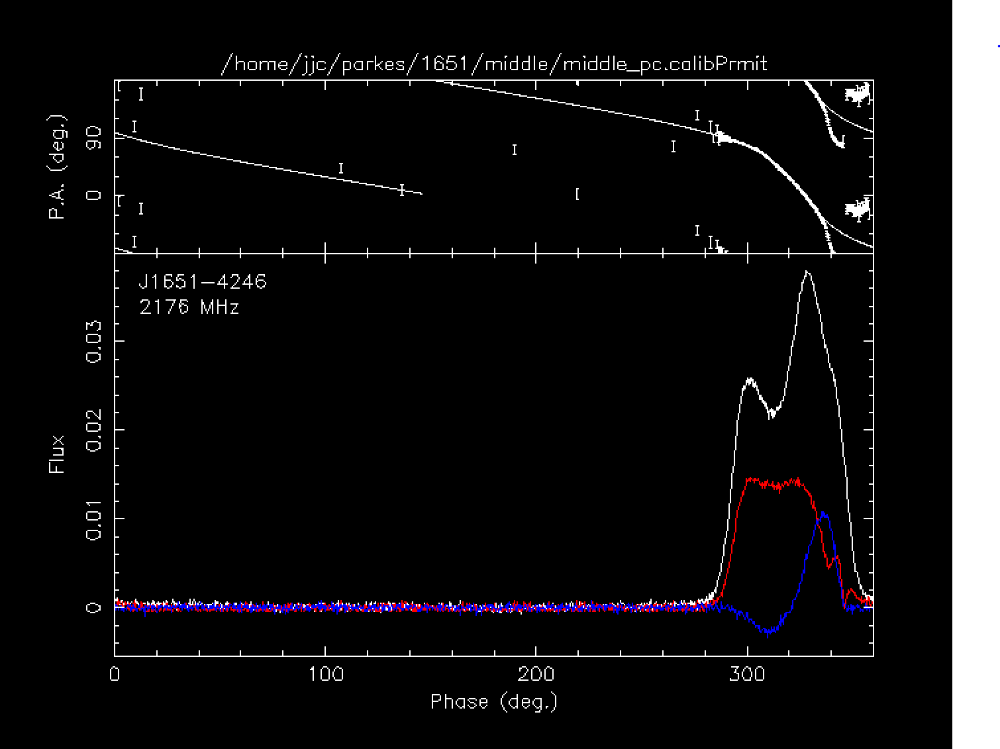 /home/jjc/parkes/1651/middle/middle_pc.calibPrmit
P.A. (deg.)
90
0
J1651-4246
2176 MHz
Flux
0.03
0.02
0.01
0
0 100 200 300
Phase (deg.)